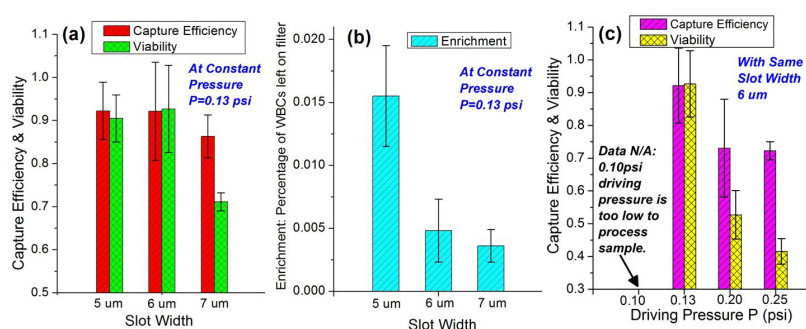 (a)
Capture Efficiency
Viability
At Constant
Pressure
P=0.13 psi
Capture Efficiency & Viability
1.1
1.0
0.9
0.8
0.7
0.6
0.5
5 um
6 um
7 um
Slot Width
(b)
Enrichment
At Constant
Pressure
P=0.13 psi
Enrichment: Percentage of WBCs left on filter
0.020
0.015
0.010
0.005
0.000
5 um
6 um
7 um
Slot Width
(c)
Capture Efficiency
Viability
With Same
Slot Width
6 um
Capture Efficiency & Viability
1.1
1.0
0.9
0.8
0.7
0.6
0.5
0.4
0.3
Data N/A:
0.10psi
driving
pressure is
too low to
process
sample.
0.10
0.13
0.20
0.25
Driving Pressure P (psi)